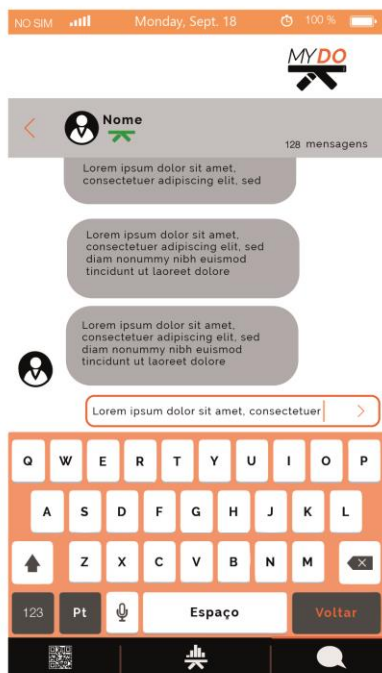 NO SIM Monday, Sept. 18 100 %
MYDO
Nome
128 mensagens
Lorem ipsum dolor sit amet,
consectetuer adipiscing elit, sed
Lorem ipsum dolor sit amet,
consectetuer adipiscing elit, sed
diam nonummy nibh euismod
tincidunt ut laoreet dolore
Lorem ipsum dolor sit amet,
consectetuer adipiscing elit, sed
diam nonummy nibh euismod
tincidunt ut laoreet dolore
Lorem ipsum dolor sit amet, consectetuer
Q W E R T Y U I O P
A S D F G H J K L
Z X C V B N M
123 Pt Espaço Voltar